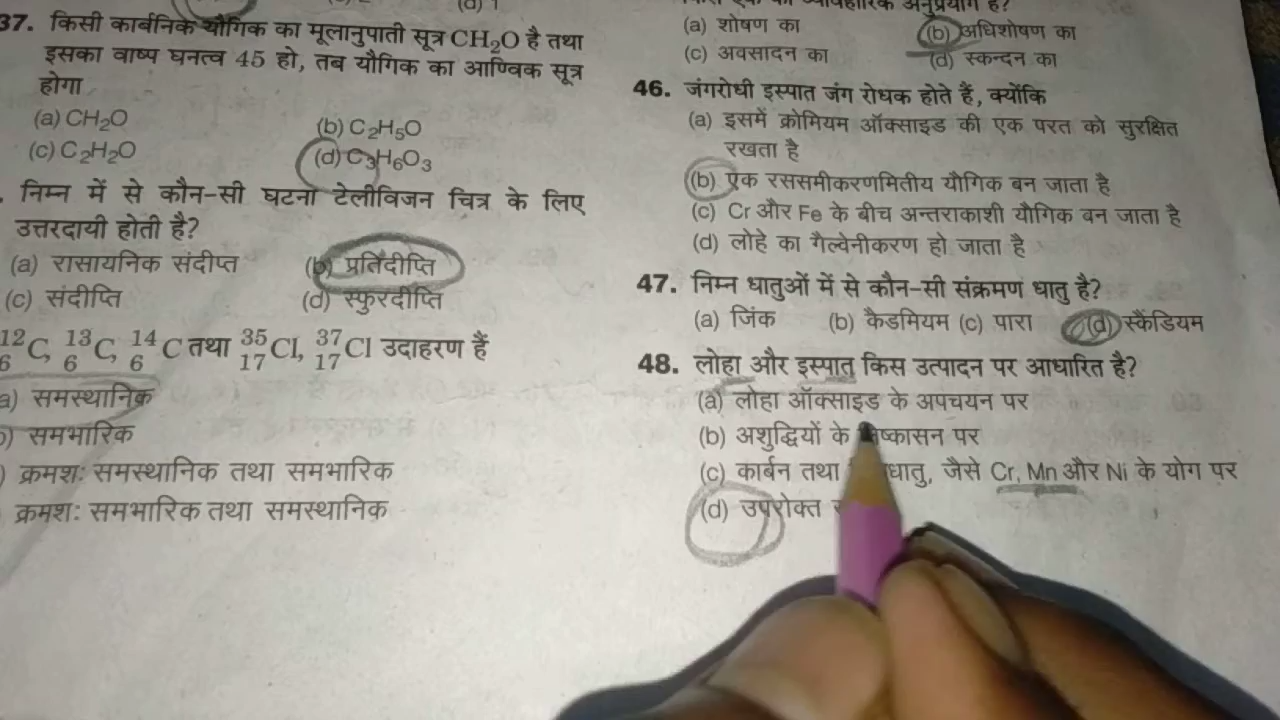 (d) 1
37. किसी कार्बनिक यौगिक का मूलानुपाती सूत्र CH₂O है तथा
इसका वाष्प घनत्व 45 हो, तब यौगिक का आण्विक सूत्र
होगा
(a) CH₂O
(b) C₂H₅O
(c) C₂H₂O
(d) C₃H₆O₃
. निम्न में से कौन-सी घटना टेलीविजन चित्र के लिए
उत्तरदायी होती है?
(a) रासायनिक संदीप्त
(b) प्रतिदीप्ति
(c) संदीप्ति
(d) स्फुरदीप्ति
¹²₆C, ¹³₆C, ¹⁴₆C तथा ³⁵₁₇Cl, ³⁷₁₇Cl उदाहरण हैं
a) समस्थानिक
) समभारिक
) क्रमशः समस्थानिक तथा समभारिक
क्रमशः समभारिक तथा समस्थानिक
का व्यावहारिक अनुप्रयोग है?
(a) शोषण का
(b) अधिशोषण का
(c) अवसादन का
(d) स्कन्दन का
46. जंगरोधी इस्पात जंग रोधक होते हैं, क्योंकि
(a) इसमें क्रोमियम ऑक्साइड की एक परत को सुरक्षित
रखता है
(b) एक रससमीकरणमितीय यौगिक बन जाता है
(c) Cr और Fe के बीच अन्तराकाशी यौगिक बन जाता है
(d) लोहे का गैल्वेनीकरण हो जाता है
47. निम्न धातुओं में से कौन-सी संक्रमण धातु है?
(a) जिंक (b) कैडमियम (c) पारा (d) स्कैंडियम
48. लोहा और इस्पात किस उत्पादन पर आधारित है?
(a) लोहा ऑक्साइड के अपचयन पर
(b) अशुद्धियों के पर
(c) कार्बन तथा धातु, जैसे Cr, Mn और Ni के योग पर
(d) उपरोक्त